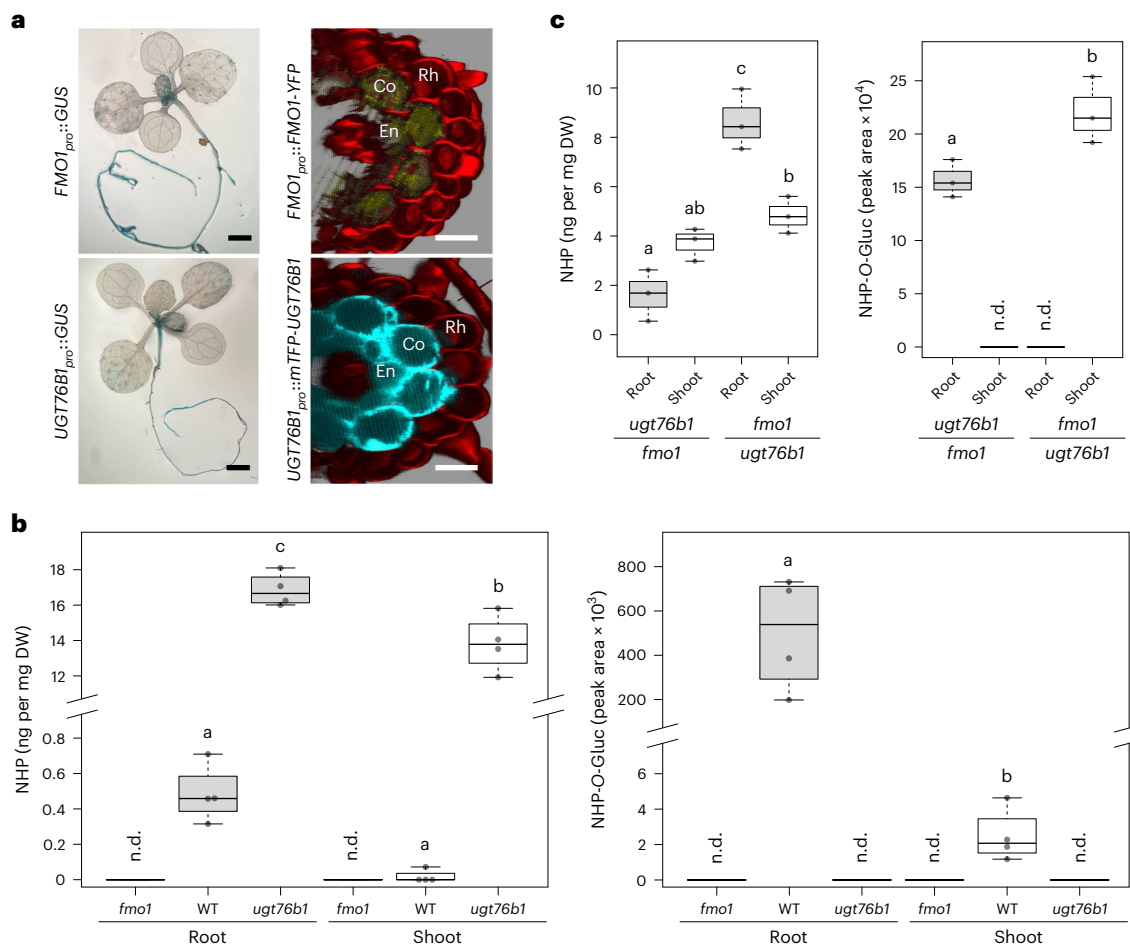 a
FMO1pro::GUS
FMO1pro::FMO1-YFP
Co
Rh
En
UGT76B1pro::GUS
UGT76B1pro::mTFP-UGT76B1
Rh
Co
En
b
NHP (ng per mg DW)
18
16
14
12
0.8
0.6
0.4
0.2
0
n.d.
a
c
n.d.
a
b
fmo1
WT
ugt76b1
fmo1
WT
ugt76b1
Root
Shoot
NHP-O-Gluc (peak area × 10³)
800
600
400
200
6
4
2
0
n.d.
a
n.d.
n.d.
b
n.d.
fmo1
WT
ugt76b1
fmo1
WT
ugt76b1
Root
Shoot
c
NHP (ng per mg DW)
10
8
6
4
2
0
a
ab
c
b
Root
Shoot
Root
Shoot
ugt76b1
fmo1
fmo1
ugt76b1
NHP-O-Gluc (peak area × 10⁴)
25
20
15
10
5
0
a
n.d.
n.d.
b
Root
Shoot
Root
Shoot
ugt76b1
fmo1
fmo1
ugt76b1